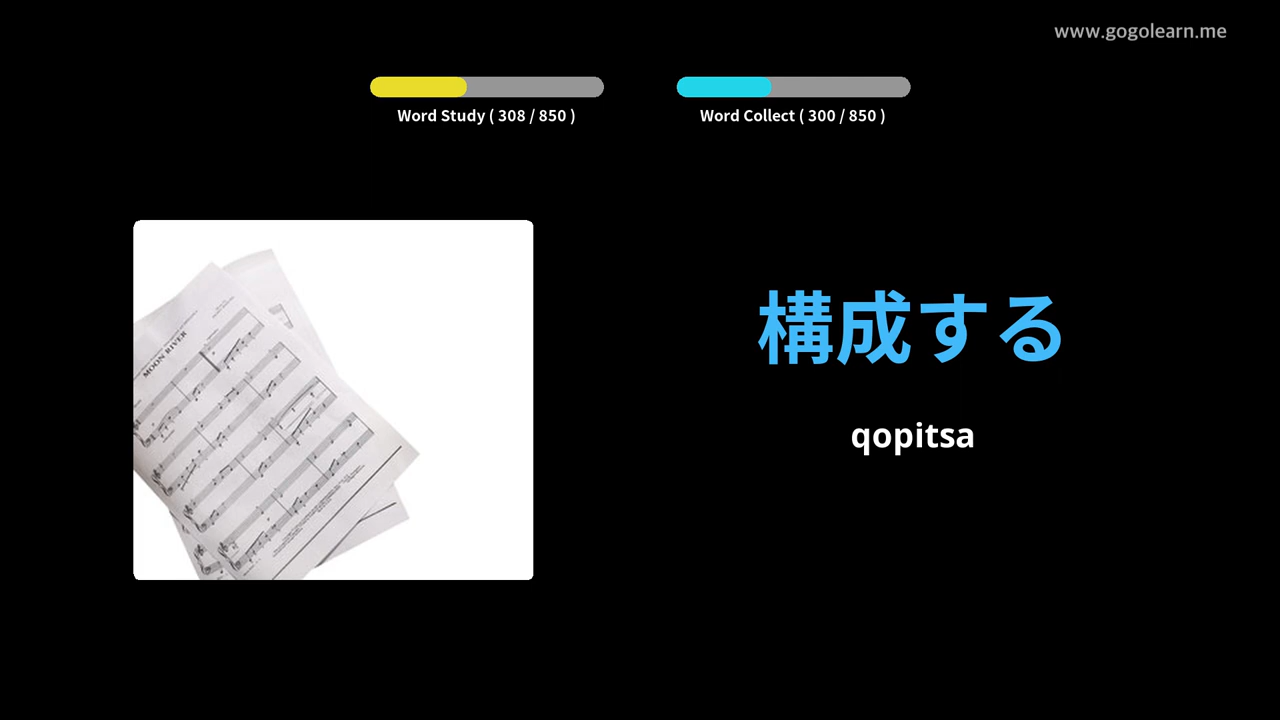 www.gogolearn.me
Word Study ( 308 / 850 )
Word Collect ( 300 / 850 )
MOON RIVER
構成する
qopitsa